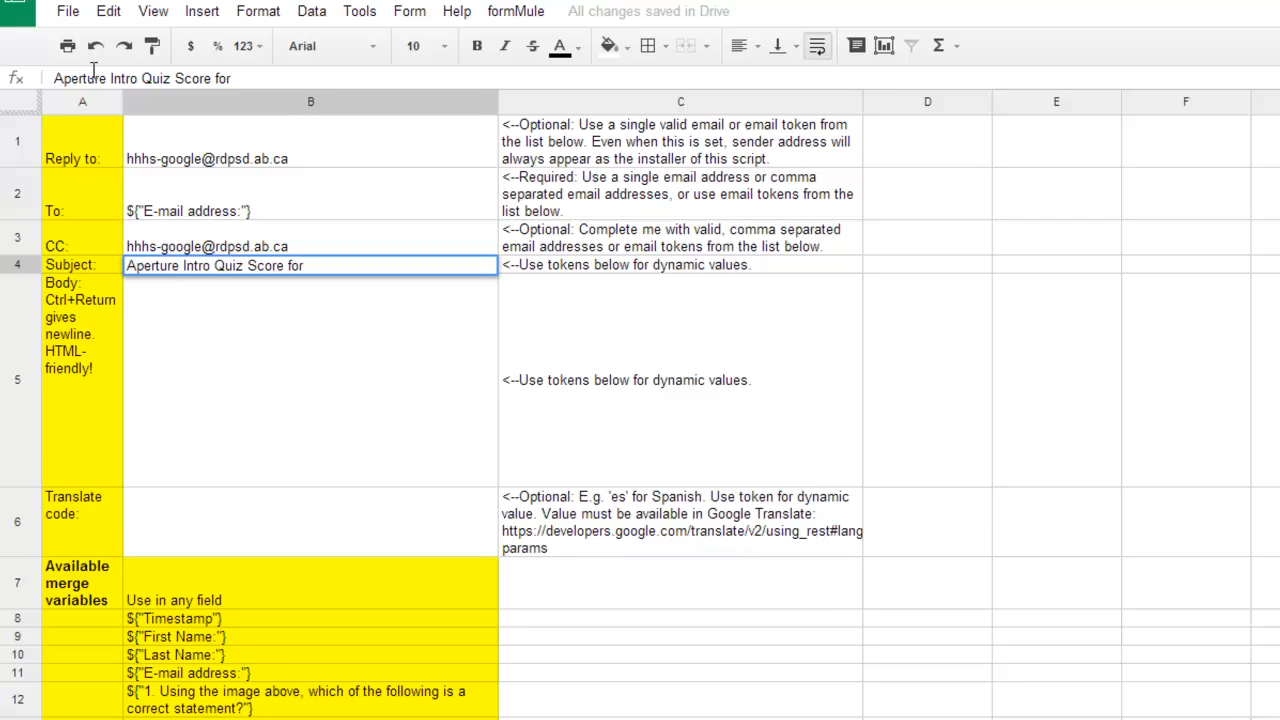 File Edit View Insert Format Data Tools Form Help formMule All changes saved in Drive
$ % 123 Arial 10 B I S A Σ
fx Aperture Intro Quiz Score for
A B C D E F
1
Reply to:
hhhs-google@rdpsd.ab.ca
<--Optional: Use a single valid email or email token from
the list below. Even when this is set, sender address will
always appear as the installer of this script.
2
To:
${"E-mail address:"}
<--Required: Use a single email address or comma
separated email addresses, or use email tokens from the
list below.
3
CC:
hhhs-google@rdpsd.ab.ca
<--Optional: Complete me with valid, comma separated
email addresses or email tokens from the list below.
4
Subject:
Aperture Intro Quiz Score for
<--Use tokens below for dynamic values.
5
Body:
Ctrl+Return
gives
newline.
HTML-
friendly!
<--Use tokens below for dynamic values.
6
Translate
code:
<--Optional: E.g. 'es' for Spanish. Use token for dynamic
value. Value must be available in Google Translate:
https://developers.google.com/translate/v2/using_rest#lang
params
7
Available
merge
variables
Use in any field
8
${"Timestamp"}
9
${"First Name:"}
10
${"Last Name:"}
11
${"E-mail address:"}
12
${"1. Using the image above, which of the following is a
correct statement?"}